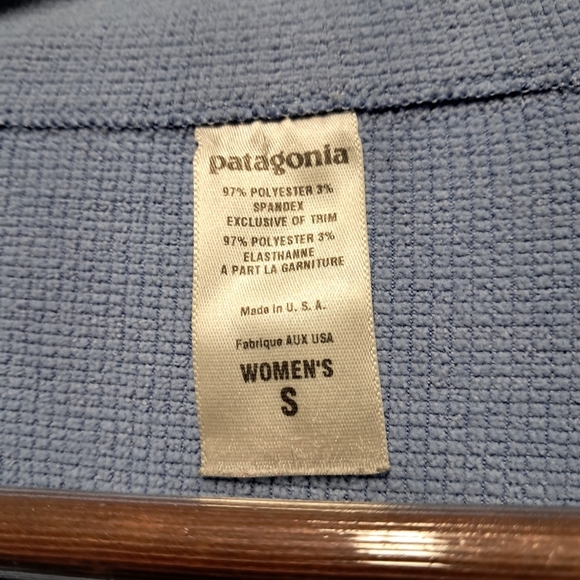 patagonia
97% POLYESTER 3%
SPANDEX
EXCLUSIVE OF TRIM
97% POLYESTER 3%
ELASTHANNE
A PART LA GARNITURE
Made in U. S. A.
Fabrique AUX USA
WOMEN'S
S